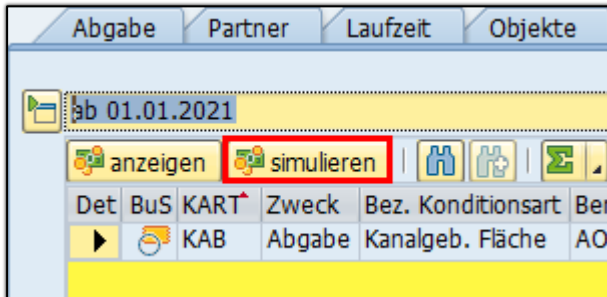 Abgabe Partner Laufzeit Objekte
ab 01.01.2021
anzeigen simulieren
Det BuS KART Zweck Bez. Konditionsart Ber
KAB Abgabe Kanalgeb. Fläche AO